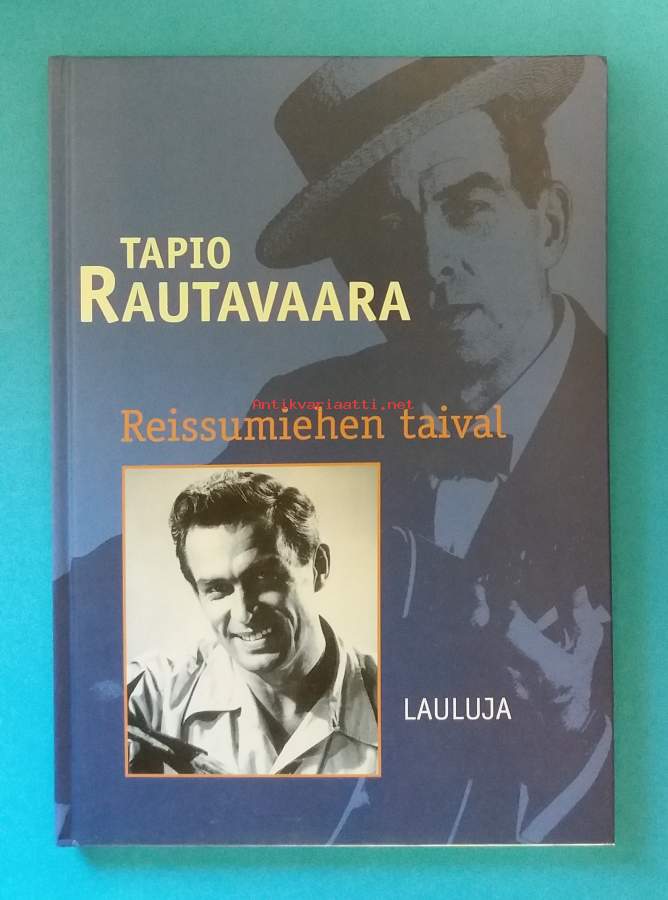 TAPIO
RAUTAVAARA
Antikvariaatti.net
Reissumiehen taival
LAULUJA